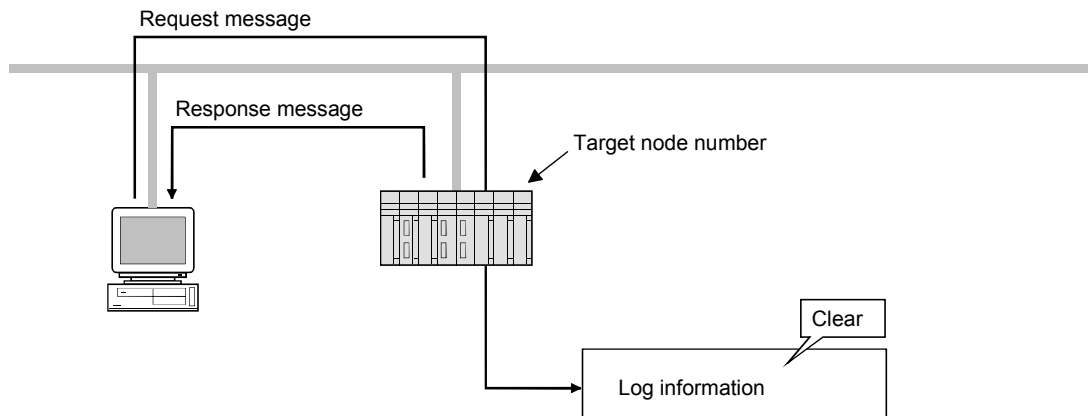 Request message
Response message
Target node number
Clear
Log information